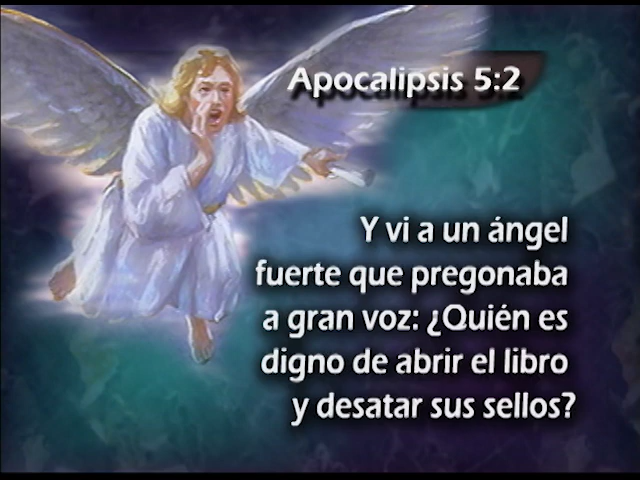 Apocalipsis 5:2
Y vi a un ángel
fuerte que pregonaba
a gran voz: ¿Quién es
digno de abrir el libro
y desatar sus sellos?